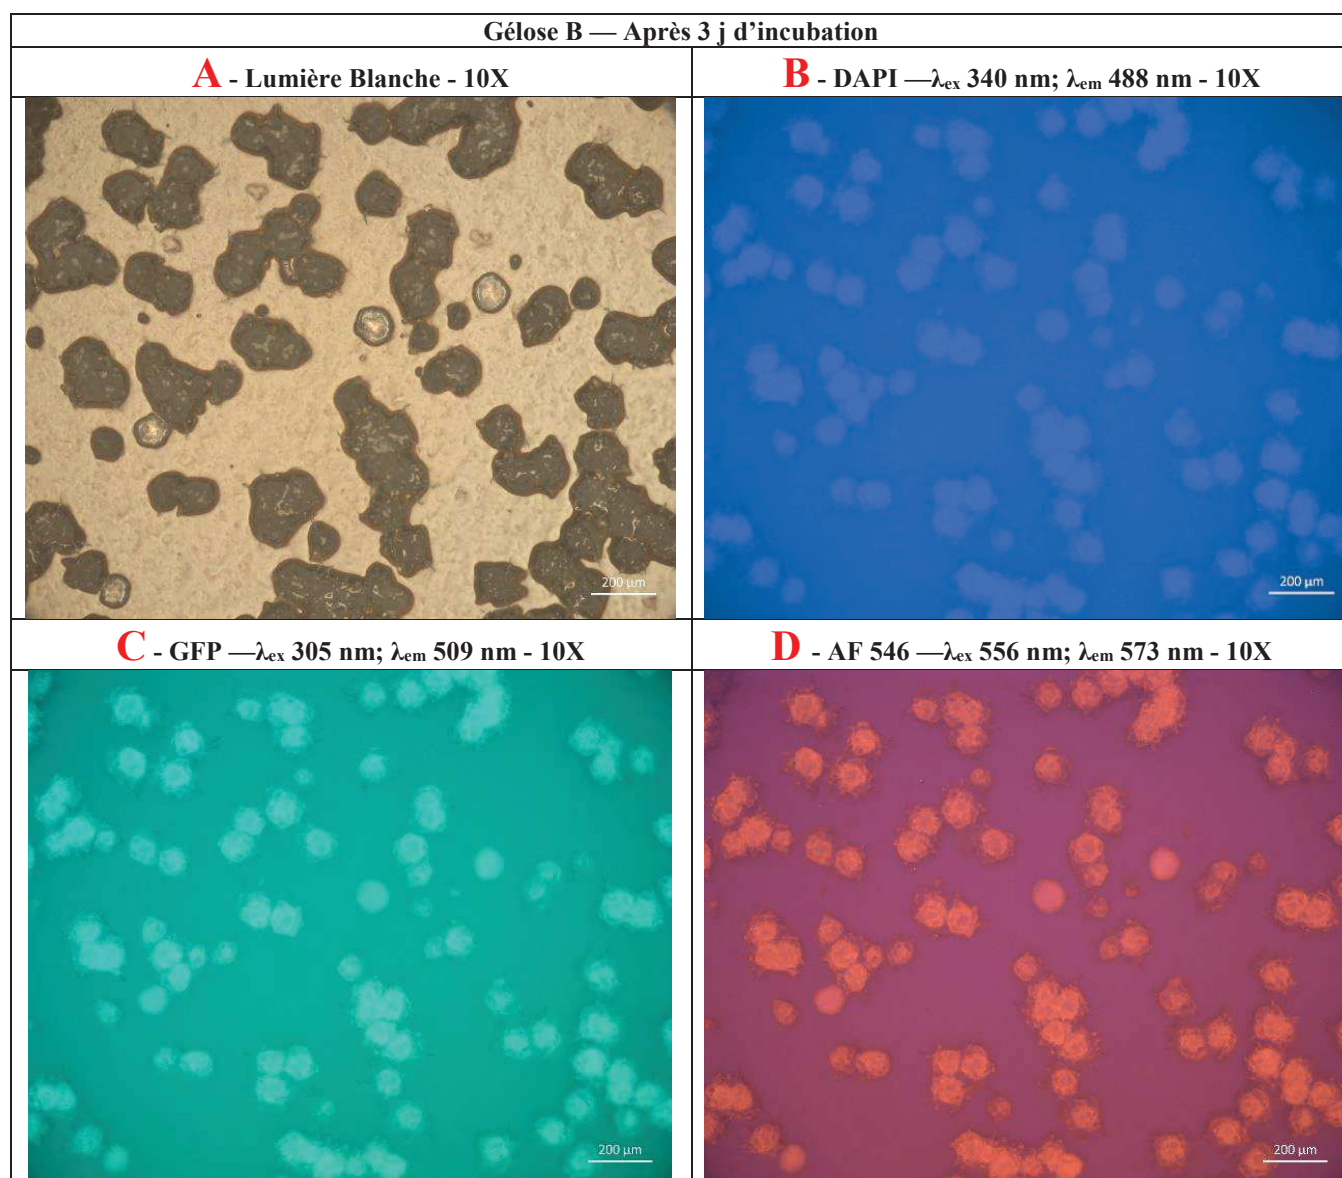 Gélose B — Après 3 j d’incubation
A - Lumière Blanche - 10X
B - DAPI —λex 340 nm; λem 488 nm - 10X
200 µm
200 µm
C - GFP —λex 305 nm; λem 509 nm - 10X
D - AF 546 —λex 556 nm; λem 573 nm - 10X
200 µm
200 µm